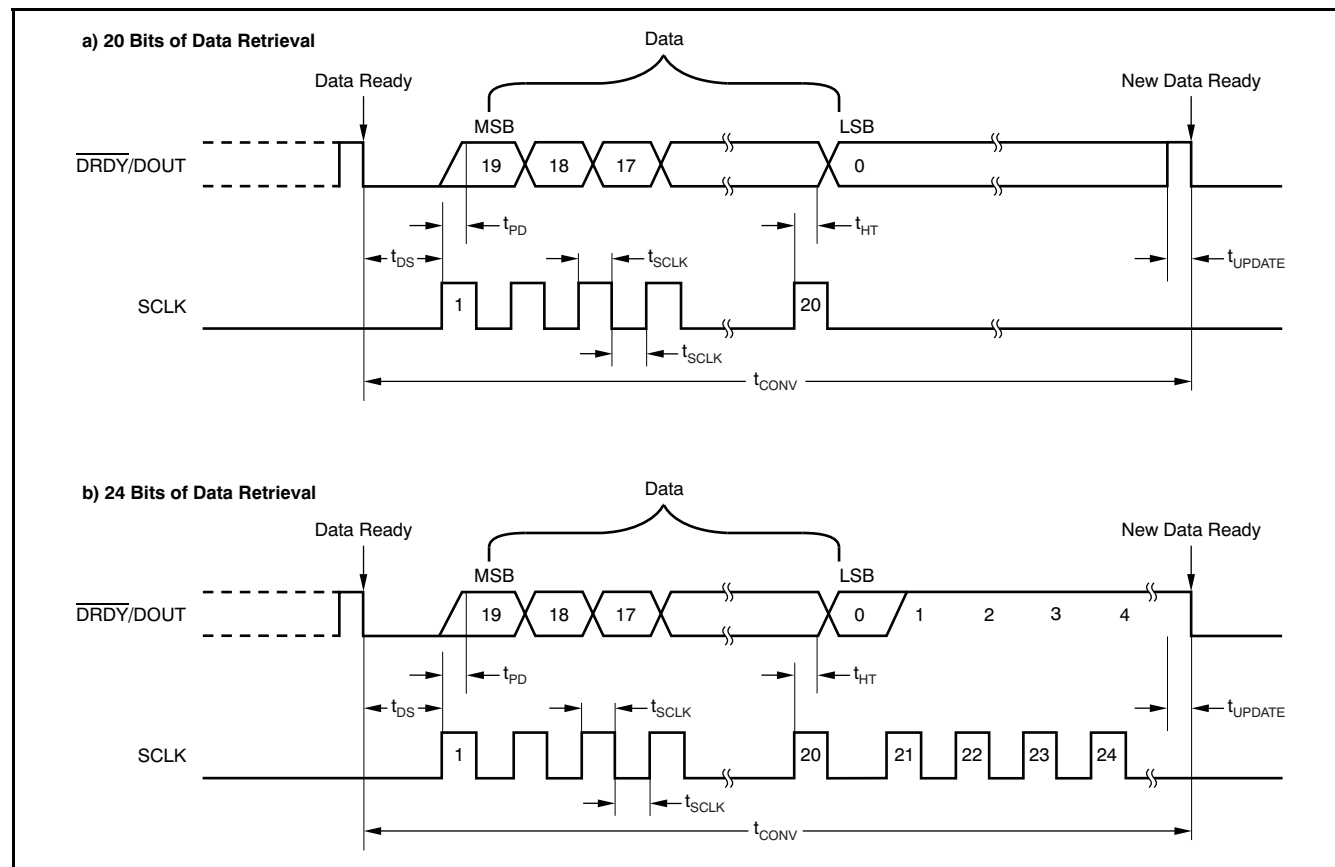 a) 20 Bits of Data Retrieval
Data
Data Ready
New Data Ready
MSB
LSB
DRDY/DOUT
19 18 17 0
tPD
tHT
tDS
tSCLK
tUPDATE
SCLK
1 20
tSCLK
tCONV
b) 24 Bits of Data Retrieval
Data
Data Ready
New Data Ready
MSB
LSB
DRDY/DOUT
19 18 17 0 1 2 3 4
tPD
tHT
tDS
tSCLK
tUPDATE
SCLK
1 20 21 22 23 24
tSCLK
tCONV